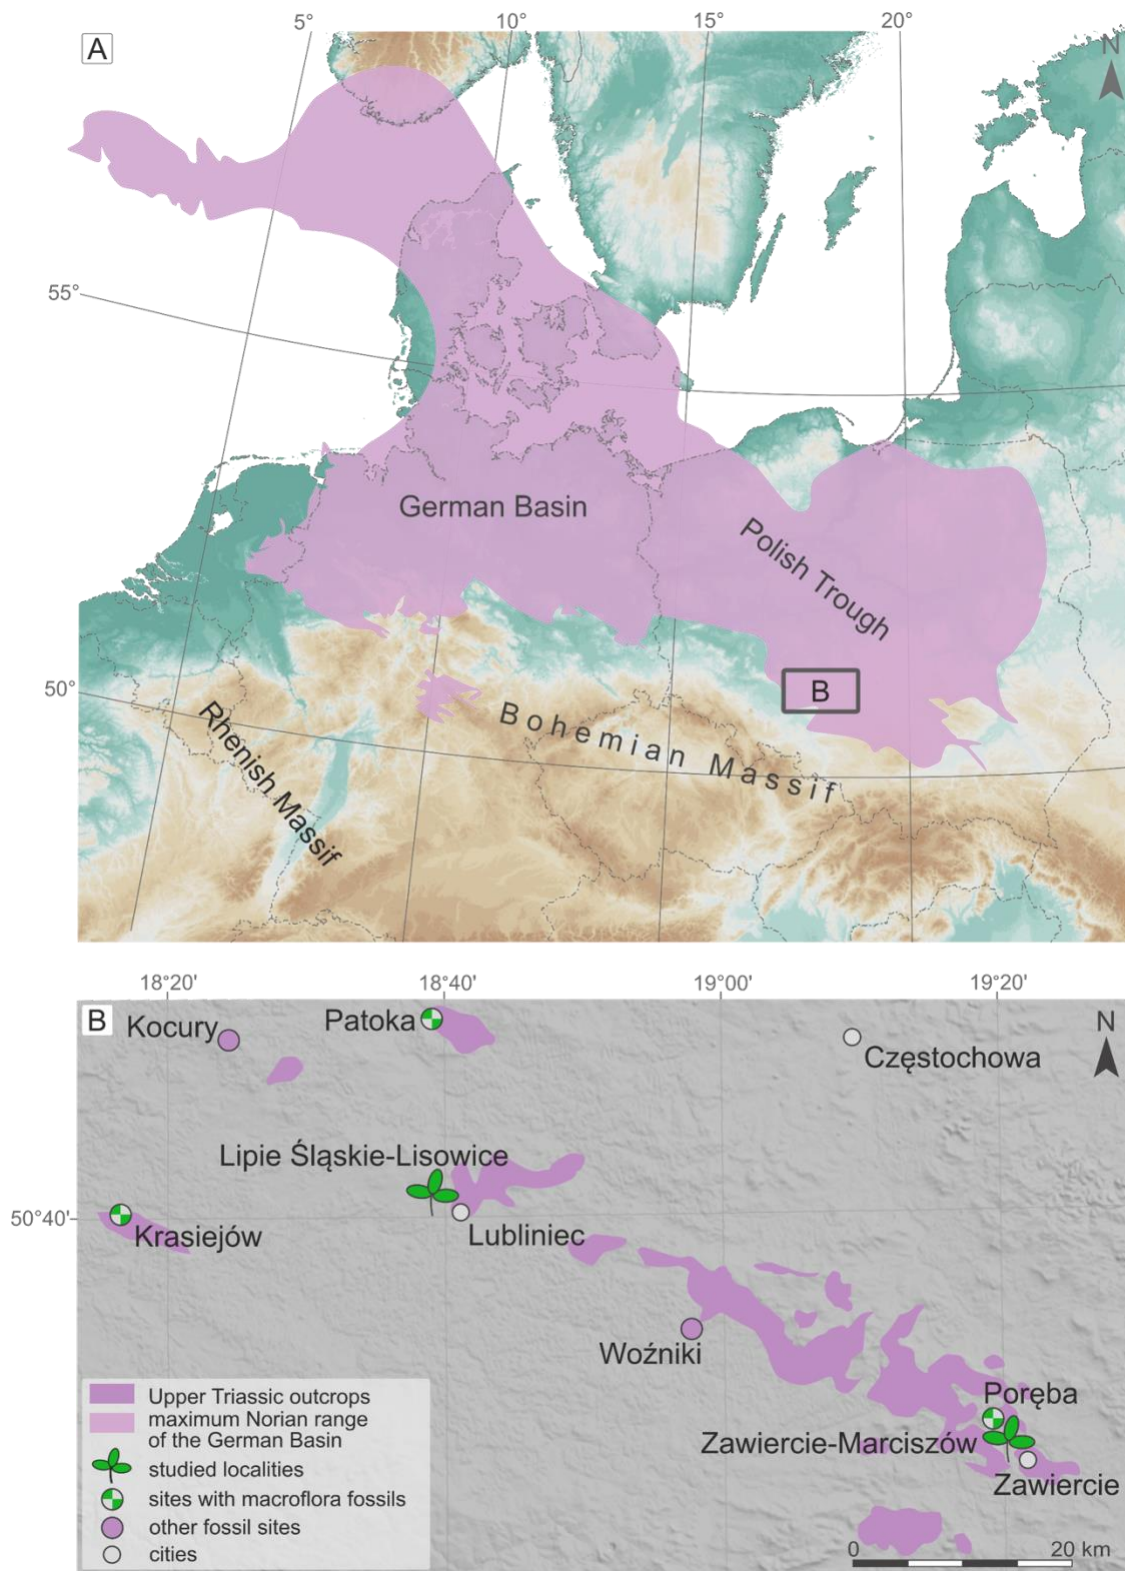 5°
10°
15°
20°
A
N
55°
German Basin
Polish Trough
50°
B
Rhenish Massif
Bohemian Massif
18°20'
18°40'
19°00'
19°20'
B
N
Kocury
Patoka
Częstochowa
Lipie Śląskie-Lisowice
50°40'
Krasiejów
Lubliniec
Woźniki
Poręba
Zawiercie-Marciszów
Zawiercie
Upper Triassic outcrops
maximum Norian range
of the German Basin
studied localities
sites with macroflora fossils
other fossil sites
cities
0
20 km